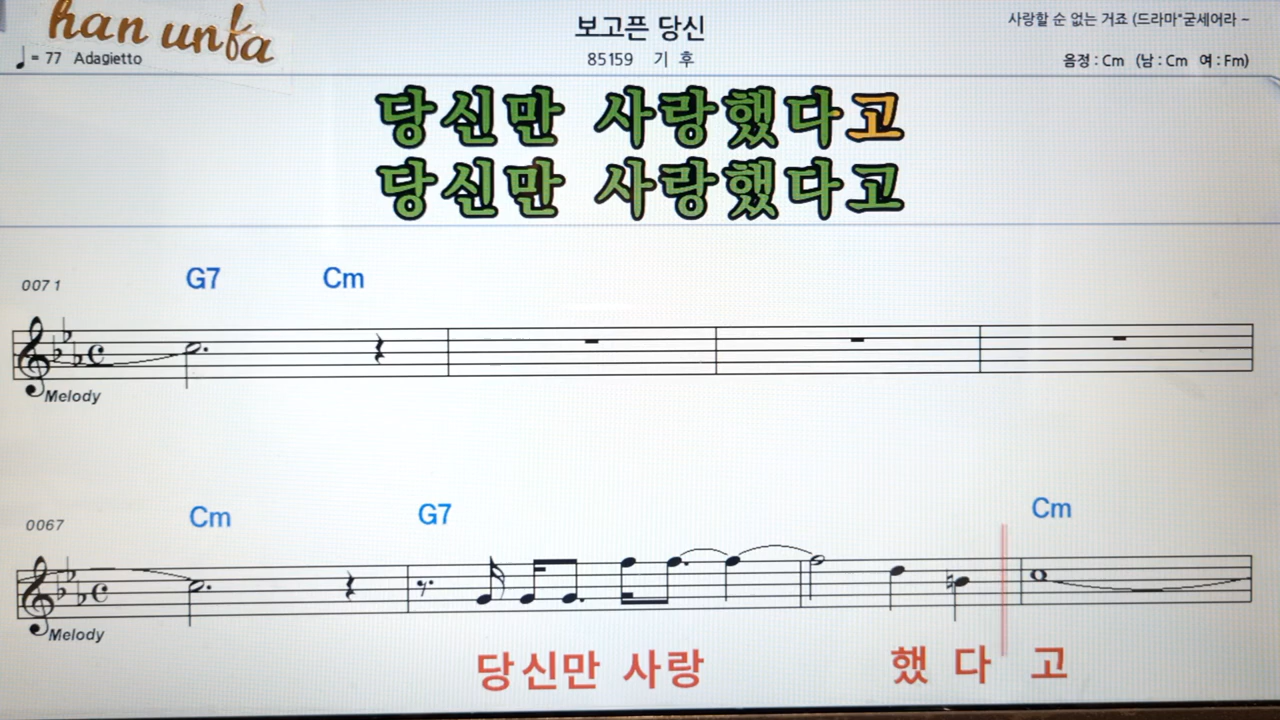 han unfa
보고픈 당신
사랑할 순 없는 거죠 (드라마"굳세어라 ~
♩= 77 Adagietto
85159 기 후
음정 : Cm (남 : Cm 여 : Fm)
당신만 사랑했다고
당신만 사랑했다고
0071 G7 Cm
Melody
0067 Cm G7 Cm
Melody
당신만 사랑 했 다 고